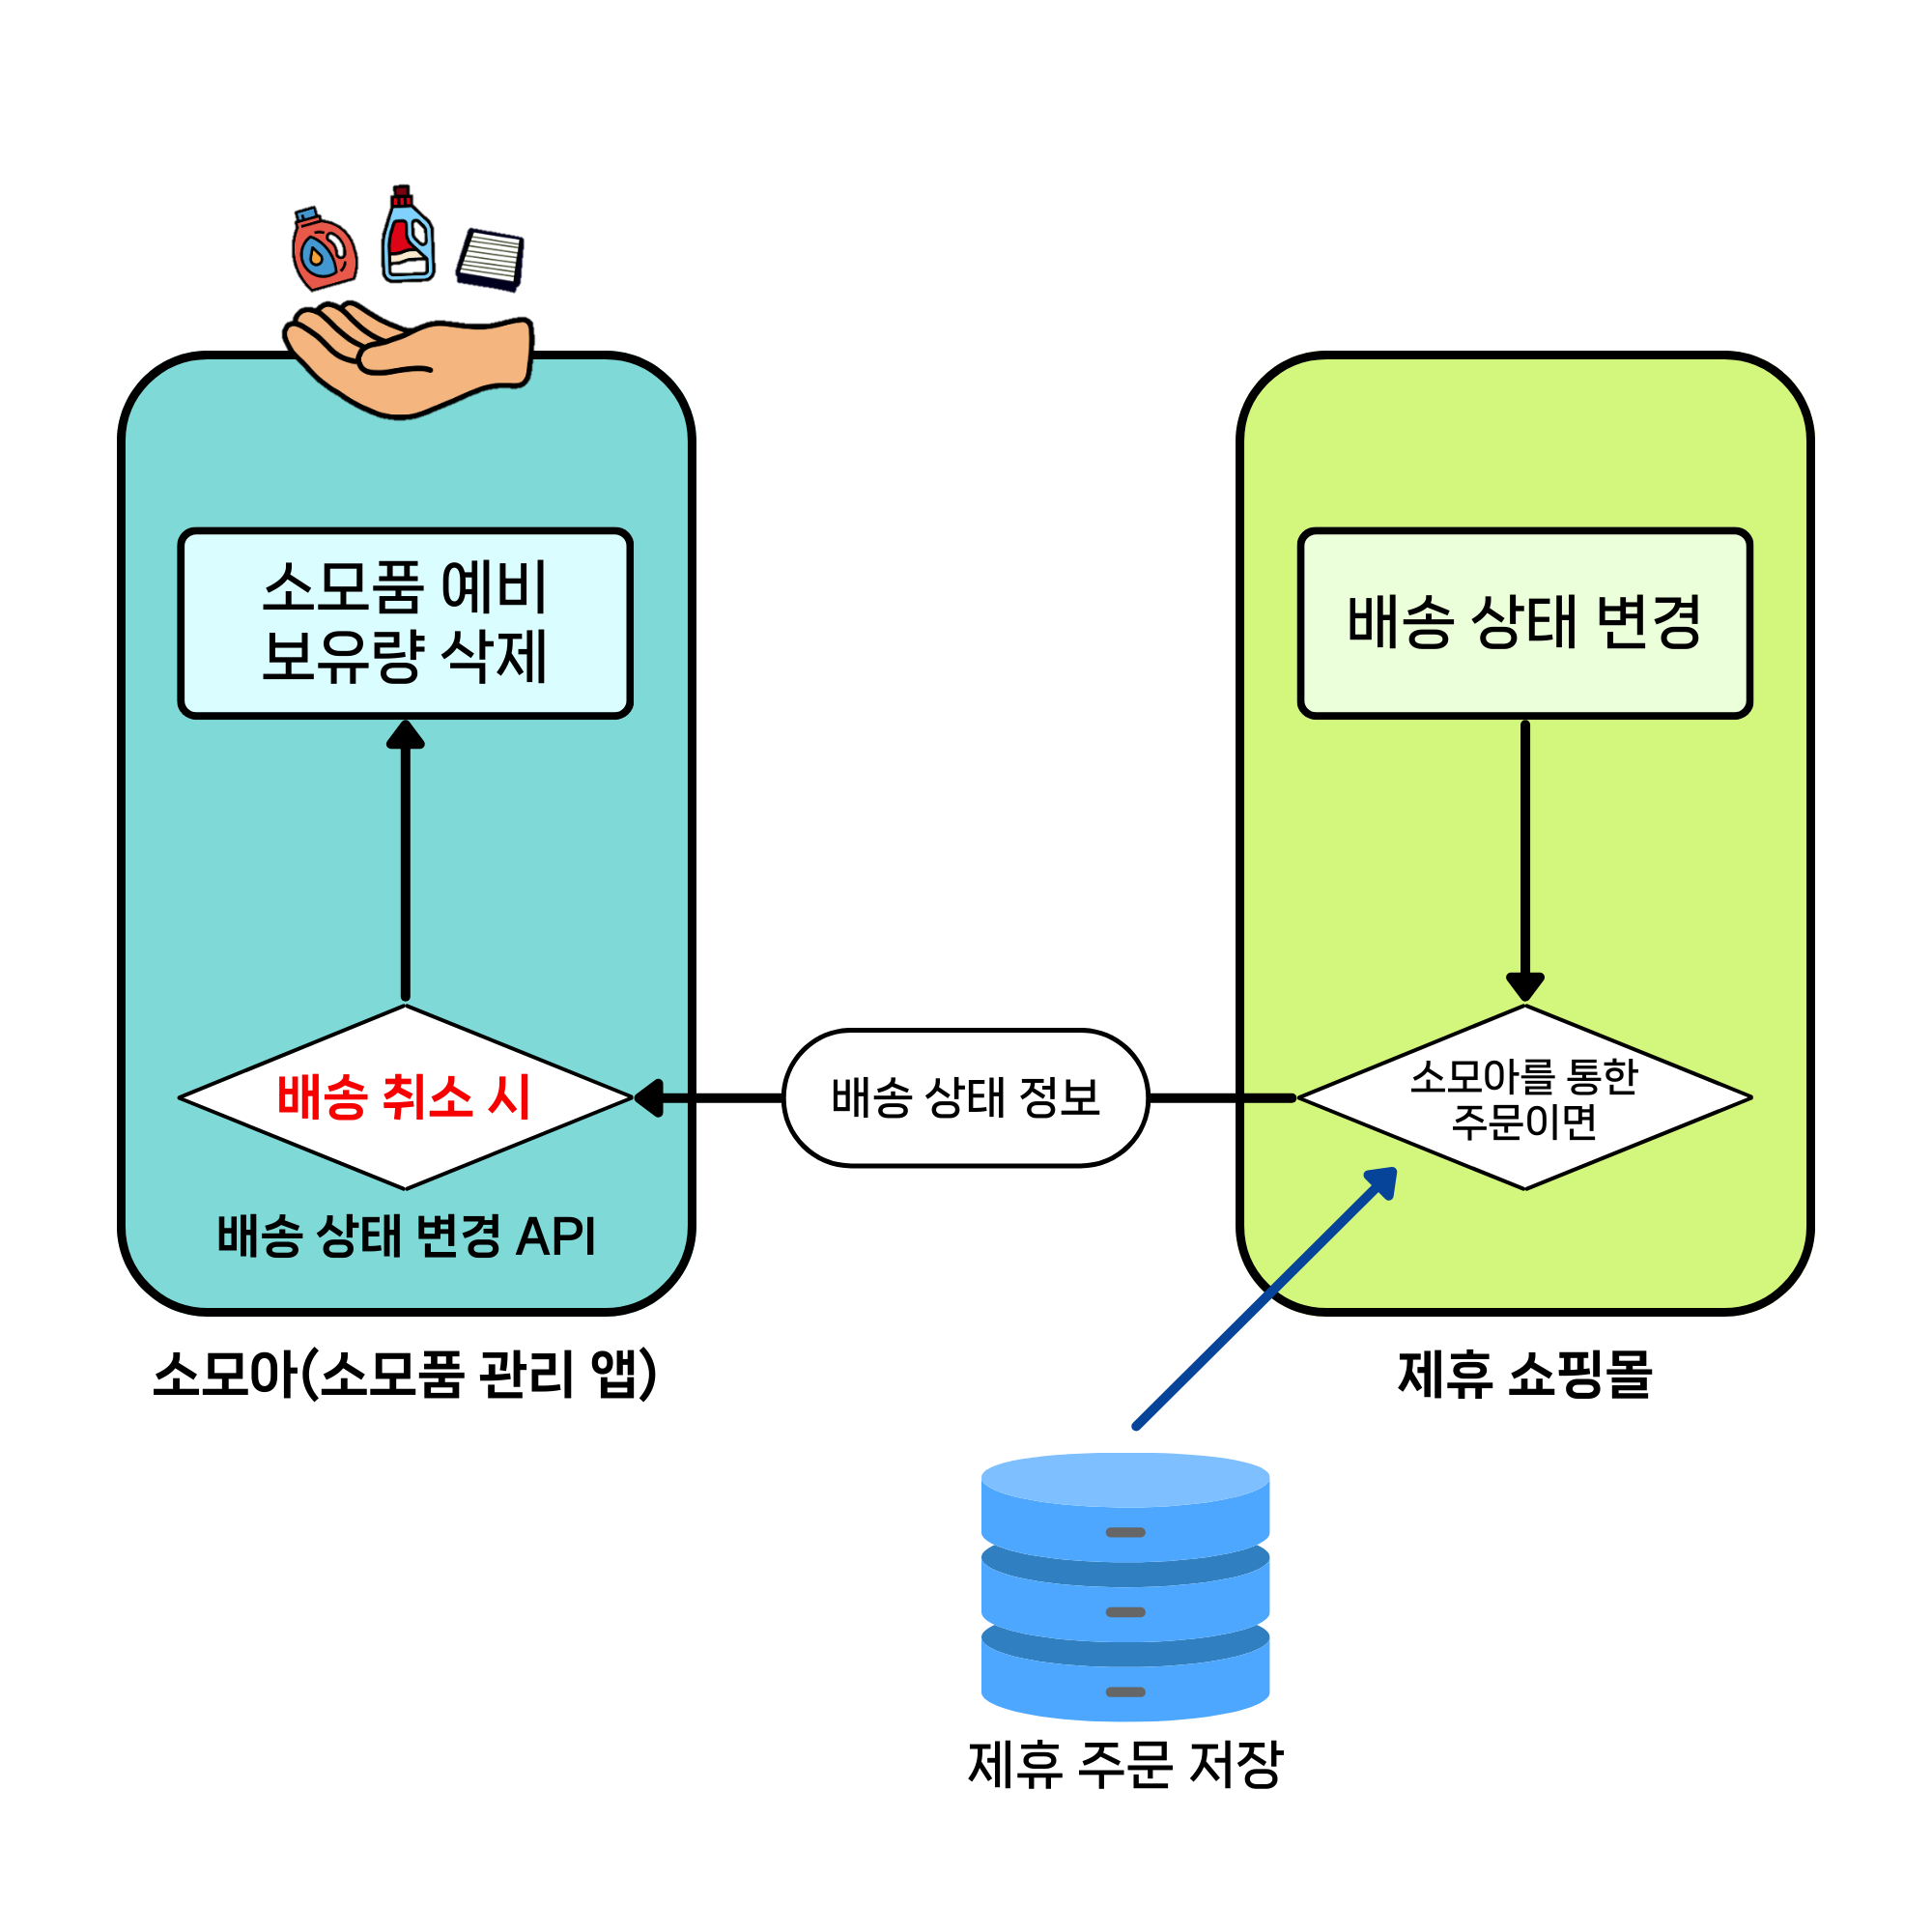 소모품 예비
보유량 삭제
배송 상태 변경
배송 취소 시
배송 상태 정보
소모아를 통한
주문이면
배송 상태 변경 API
소모아(소모품 관리 앱)
제휴 쇼핑몰
제휴 주문 저장